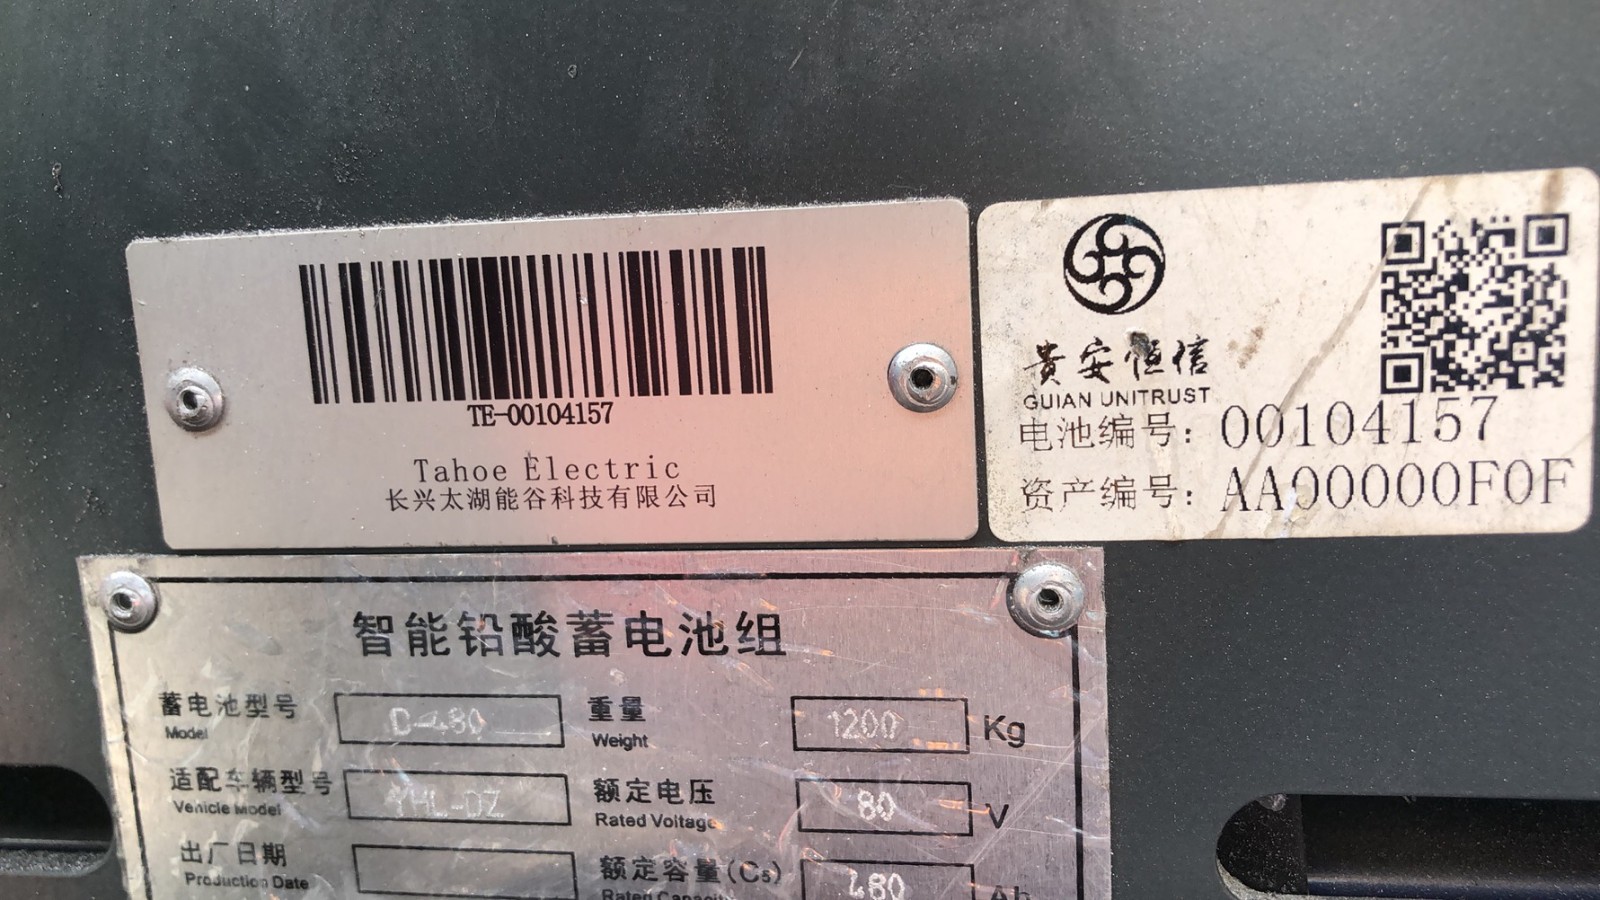 TE-00104157
Tahoe Electric
长兴太湖能谷科技有限公司
贵安恒信
GUIAN UNITRUST
电池编号: 00104157
资产编号: AA00000F0F
智能铅酸蓄电池组
蓄电池型号 D-480 重量 1200 Kg
Model Weight
适配车辆型号 额定电压 80 V
Vehicle Model HL-DZ Rated Voltage
出厂日期 额定容量(C₅) 480 Ah
Production Date Rated Capacity